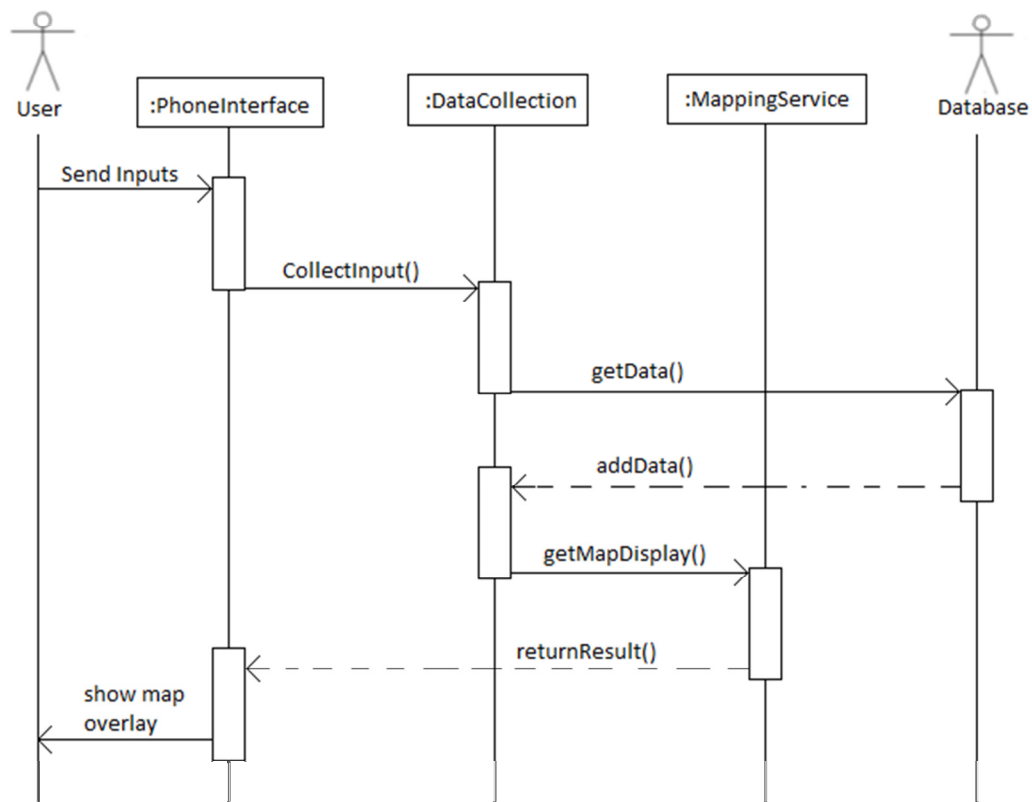 User
:PhoneInterface
:DataCollection
:MappingService
Database
Send Inputs
CollectInput()
getData()
addData()
getMapDisplay()
returnResult()
show map
overlay